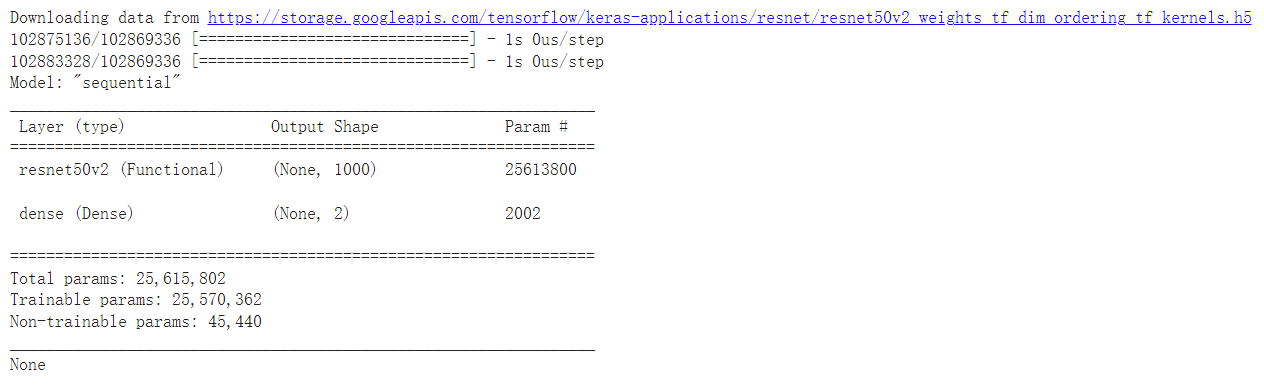 Downloading data from https://storage.googleapis.com/tensorflow/keras-applications/resnet/resnet50v2_weights_tf_dim_ordering_tf_kernels.h5
102875136/102869336 [==============================] - 1s 0us/step
102883328/102869336 [==============================] - 1s 0us/step
Model: "sequential"
_________________________________________________________________
Layer (type)                Output Shape              Param #
=================================================================
resnet50v2 (Functional)     (None, 1000)              25613800
dense (Dense)               (None, 2)                 2002
=================================================================
Total params: 25,615,802
Trainable params: 25,570,362
Non-trainable params: 45,440
_________________________________________________________________
None